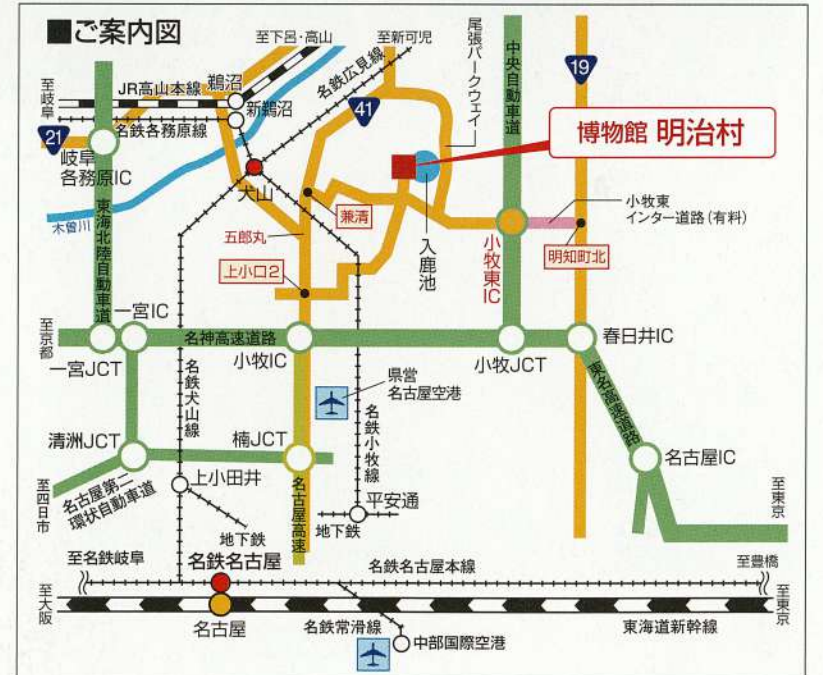 ■ご案内図
至下呂・高山
至新可児
尾張パークウェイ
中央自動車道
19
至岐阜
JR高山本線
鵜沼
新鵜沼
名鉄広見線
名鉄各務原線
41
21
岐阜
各務原IC
博物館 明治村
犬山
木曽川
東海北陸自動車道
兼清
五郎丸
上小口2
入鹿池
小牧東IC
小牧東
インター道路(有料)
明知町北
一宮IC
至京都
名神高速道路
一宮JCT
小牧IC
小牧JCT
春日井IC
名鉄犬山線
県営
名古屋空港
名鉄小牧線
東名高速道路
清洲JCT
楠JCT
名古屋IC
至四日市
名古屋第二
環状自動車道
上小田井
地下鉄
名古屋高速
平安通
地下鉄
至東京
至名鉄岐阜
名鉄名古屋
名鉄名古屋本線
至豊橋
至大阪
至東京
名古屋
名鉄常滑線
中部国際空港
東海道新幹線